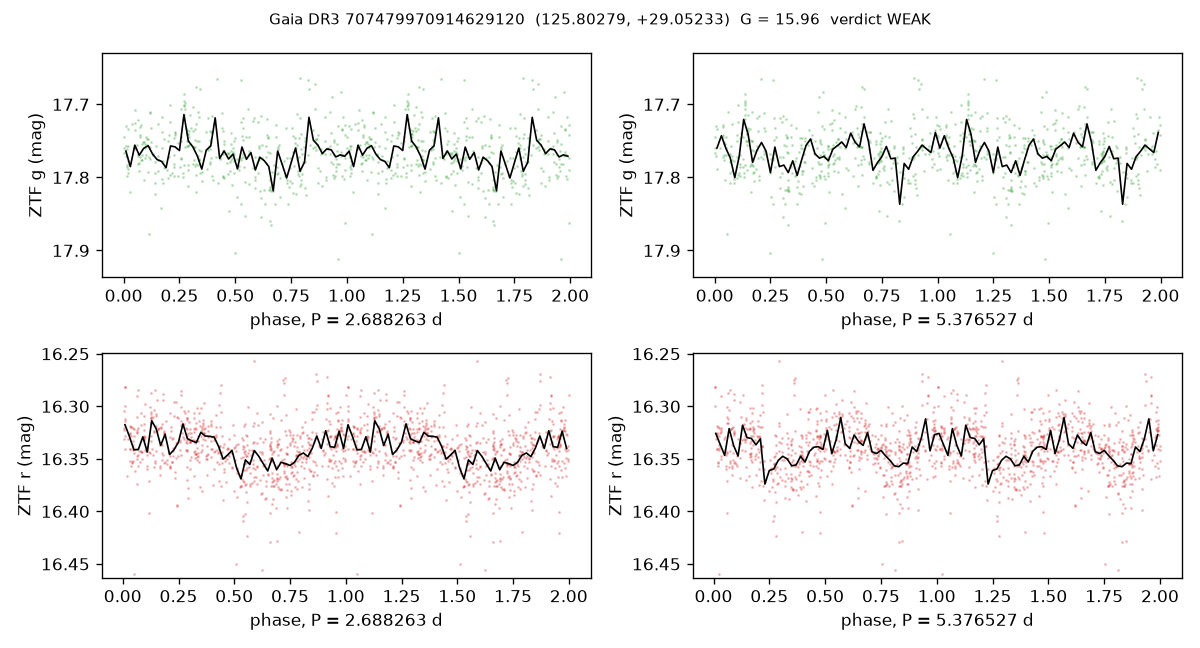 Gaia DR3 707479970914629120  (125.80279, +29.05233)  G = 15.96  verdict WEAK
ZTF g (mag)
17.7
17.8
17.9
0.00 0.25 0.50 0.75 1.00 1.25 1.50 1.75 2.00
phase, P = 2.688263 d
ZTF g (mag)
17.7
17.8
17.9
0.00 0.25 0.50 0.75 1.00 1.25 1.50 1.75 2.00
phase, P = 5.376527 d
ZTF r (mag)
16.25
16.30
16.35
16.40
16.45
0.00 0.25 0.50 0.75 1.00 1.25 1.50 1.75 2.00
phase, P = 2.688263 d
ZTF r (mag)
16.25
16.30
16.35
16.40
16.45
0.00 0.25 0.50 0.75 1.00 1.25 1.50 1.75 2.00
phase, P = 5.376527 d